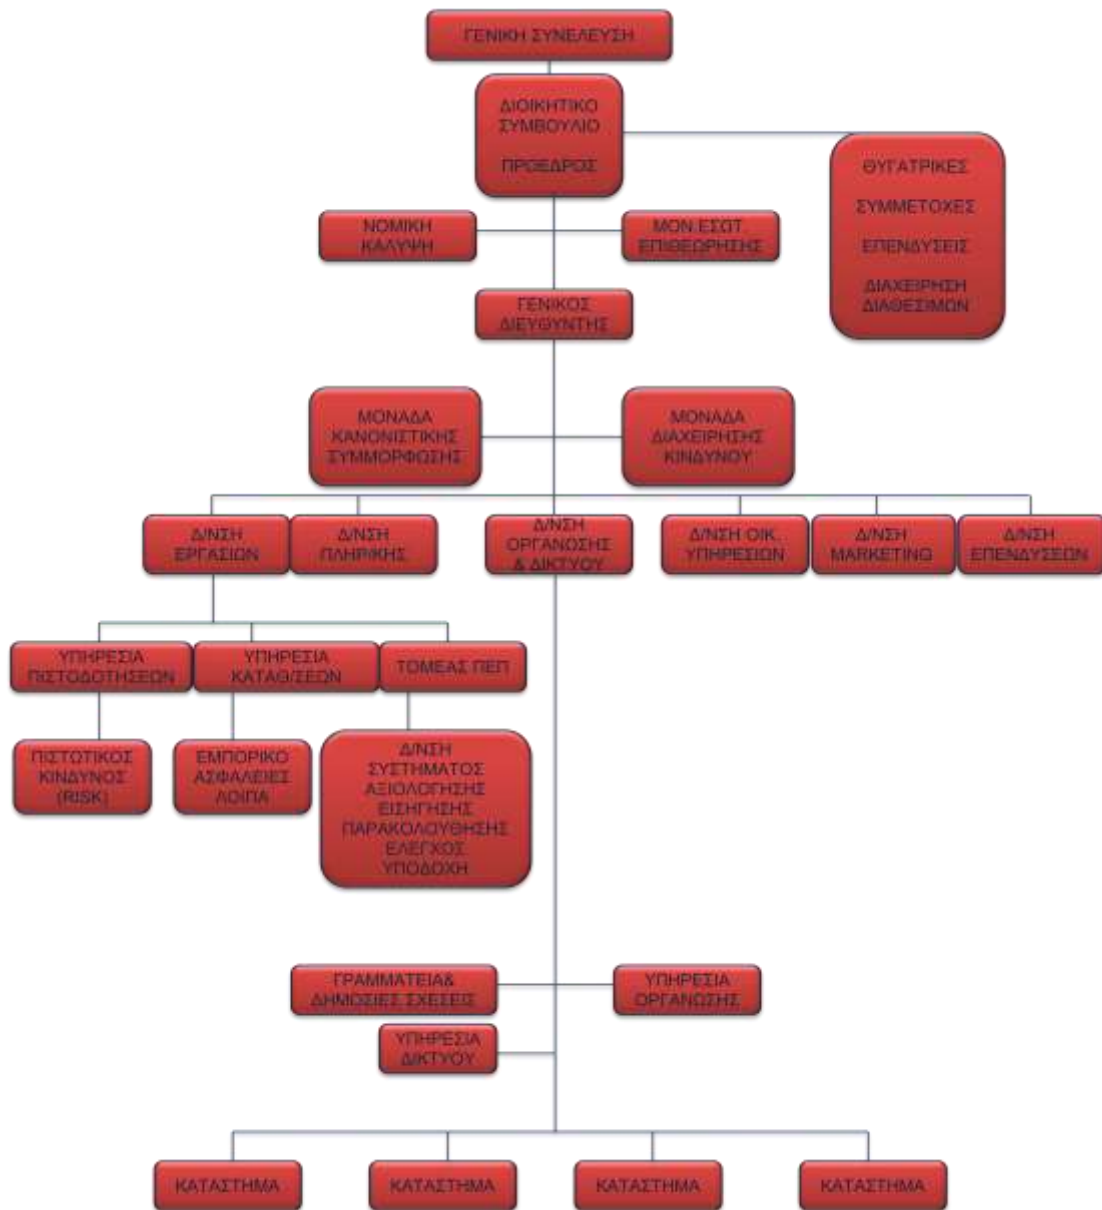 ΓΕΝΙΚΗ ΣΥΝΕΛΕΥΣΗ
ΔΙΟΙΚΗΤΙΚΟ
ΣΥΜΒΟΥΛΙΟ
ΠΡΟΕΔΡΟΣ
ΘΥΓΑΤΡΙΚΕΣ
ΣΥΜΜΕΤΟΧΕΣ
ΕΠΕΝΔΥΣΕΙΣ
ΔΙΑΧΕΙΡΗΣΗ
ΔΙΑΘΕΣΙΜΩΝ
ΝΟΜΙΚΗ
ΚΑΛΥΨΗ
ΜΟΝ.ΕΣΩΤ.
ΕΠΙΘΕΩΡΗΣΗΣ
ΓΕΝΙΚΟΣ
ΔΙΕΥΘΥΝΤΗΣ
ΜΟΝΑΔΑ
ΚΑΝΟΝΙΣΤΙΚΗΣ
ΣΥΜΜΟΡΦΩΣΗΣ
ΜΟΝΑΔΑ
ΔΙΑΧΕΙΡΗΣΗΣ
ΚΙΝΔΥΝΟΥ
Δ/ΝΣΗ
ΕΡΓΑΣΙΩΝ
Δ/ΝΣΗ
ΠΛΗΡΙΚΗΣ
Δ/ΝΣΗ
ΟΡΓΑΝΩΣΗΣ
& ΔΙΚΤΥΟΥ
Δ/ΝΣΗ ΟΙΚ.
ΥΠΗΡΕΣΙΩΝ
Δ/ΝΣΗ
MARKETING
Δ/ΝΣΗ
ΕΠΕΝΔΥΣΕΩΝ
ΥΠΗΡΕΣΙΑ
ΠΙΣΤΟΔΟΤΗΣΕΩΝ
ΥΠΗΡΕΣΙΑ
ΚΑΤΑΘ/ΣΕΩΝ
ΤΟΜΕΑΣ ΠΕΠ
ΠΙΣΤΩΤΙΚΟΣ
ΚΙΝΔΥΝΟΣ
(RISK)
ΕΜΠΟΡΙΚΟ
ΑΣΦΑΛΕΙΕΣ
ΛΟΙΠΑ
Δ/ΝΣΗ
ΣΥΣΤΗΜΑΤΟΣ
ΑΞΙΟΛΟΓΗΣΗΣ
ΕΙΣΗΓΗΣΗΣ
ΠΑΡΑΚΟΛΟΥΘΗΣΗΣ
ΕΛΕΓΧΟΣ
ΥΠΟΔΟΧΗ
ΓΡΑΜΜΑΤΕΙΑ&
ΔΗΜΟΣΙΕΣ ΣΧΕΣΕΙΣ
ΥΠΗΡΕΣΙΑ
ΟΡΓΑΝΩΣΗΣ
ΥΠΗΡΕΣΙΑ
ΔΙΚΤΥΟΥ
ΚΑΤΑΣΤΗΜΑ
ΚΑΤΑΣΤΗΜΑ
ΚΑΤΑΣΤΗΜΑ
ΚΑΤΑΣΤΗΜΑ